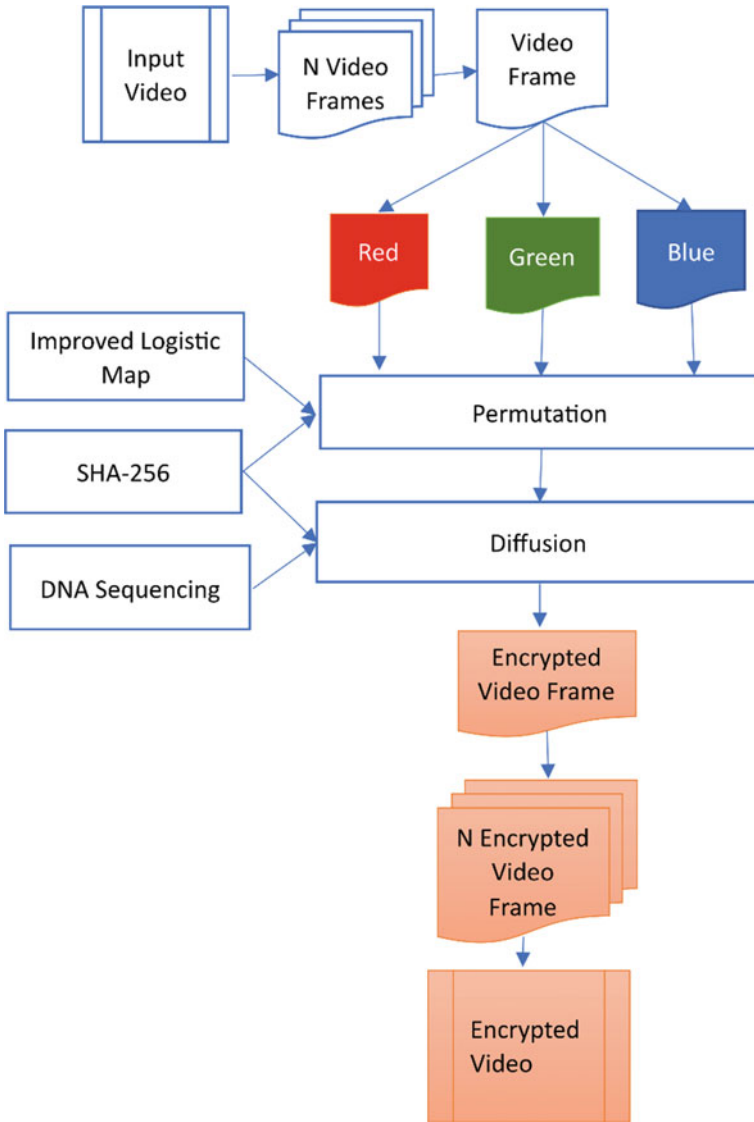 Input
Video
N Video
Frames
Video
Frame
Red
Green
Blue
Improved Logistic
Map
Permutation
SHA-256
Diffusion
DNA Sequencing
Encrypted
Video Frame
N Encrypted
Video
Frame
Encrypted
Video